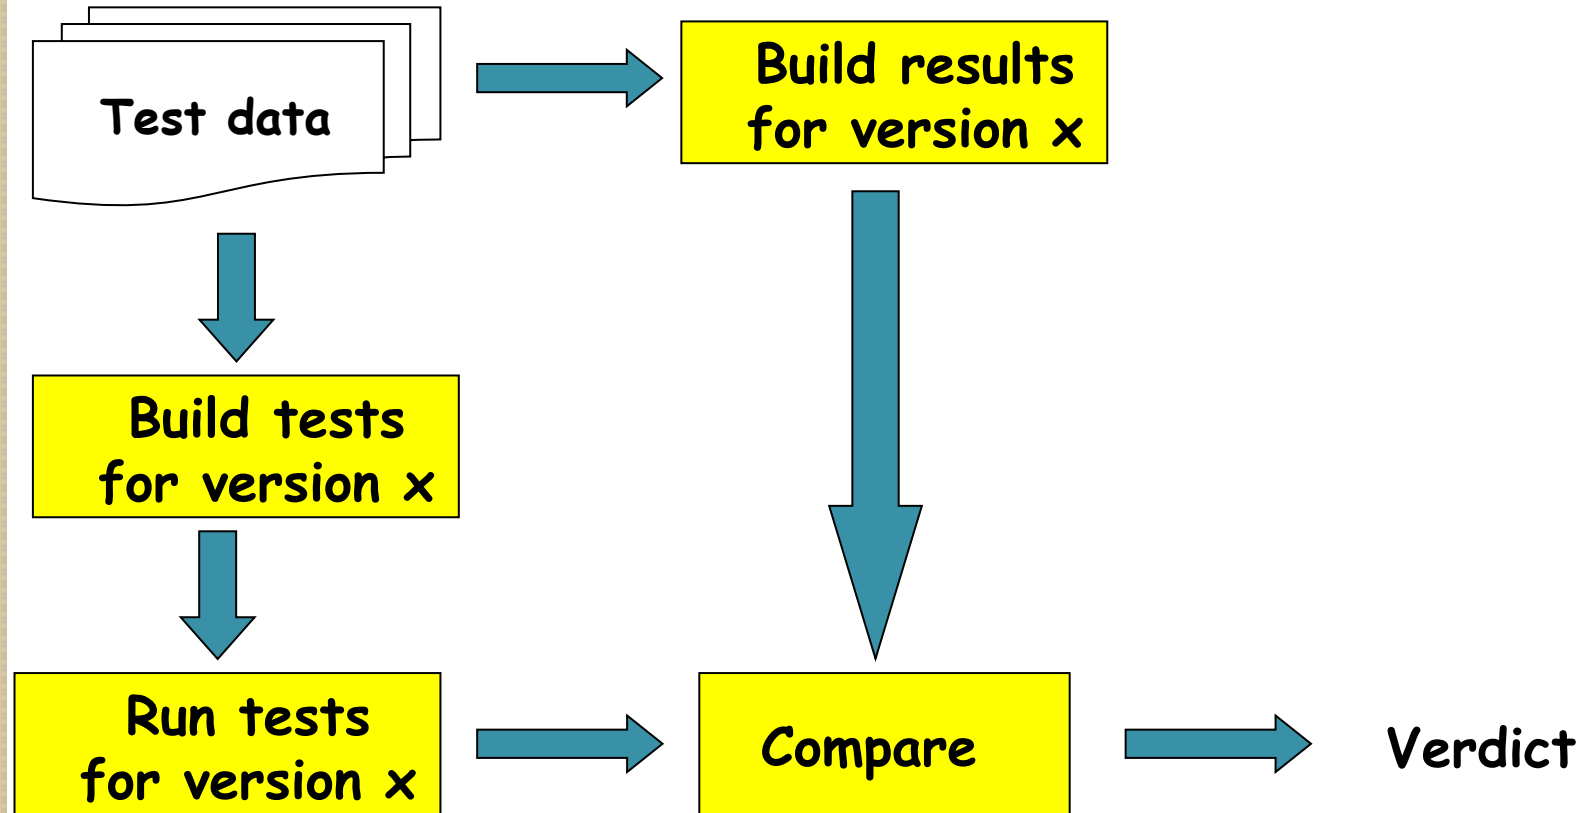 Test data
Build results
for version x
Build tests
for version x
Run tests
for version x
Compare
Verdict